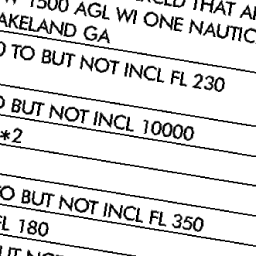 THAT
1500 AGL WI ONE NAUTIC
LAKELAND GA
TO BUT NOT INCL FL 230
BUT NOT INCL 10000
*2
TO BUT NOT INCL FL 350
FL 180